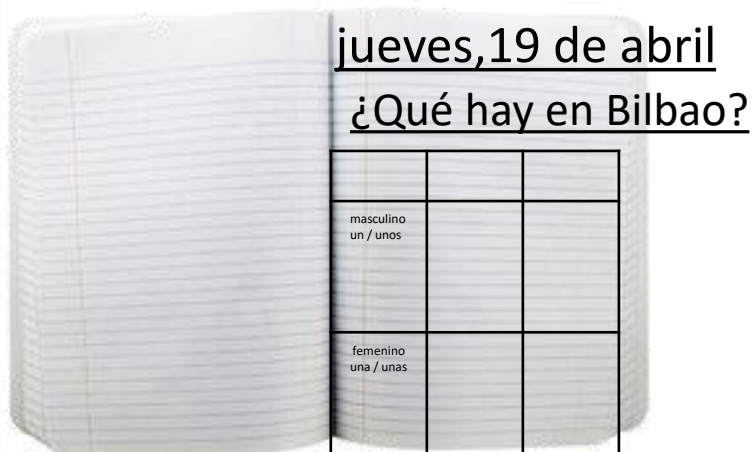 jueves,19 de abril
¿Qué hay en Bilbao?
masculino
un / unos
femenino
una / unas